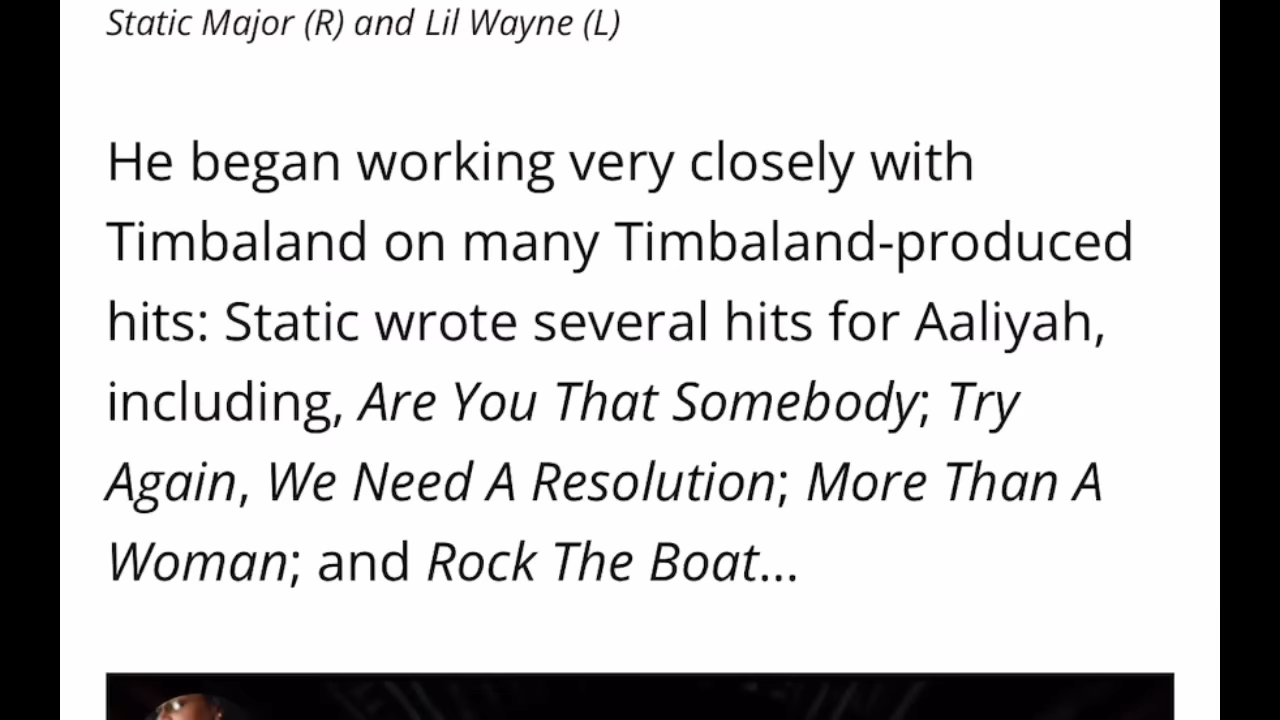 Static Major (R) and Lil Wayne (L)
He began working very closely with
Timbaland on many Timbaland-produced
hits: Static wrote several hits for Aaliyah,
including, Are You That Somebody; Try
Again, We Need A Resolution; More Than A
Woman; and Rock The Boat...